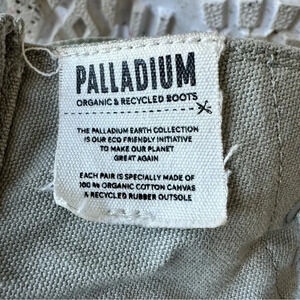 PALLADIUM
ORGANIC & RECYCLED BOOTS
THE PALLADIUM EARTH COLLECTION
IS OUR ECO FRIENDLY INITIATIVE
TO MAKE OUR PLANET
GREAT AGAIN
EACH PAIR IS SPECIALLY MADE OF
100 % ORGANIC COTTON CANVAS
& RECYCLED RUBBER OUTSOLE